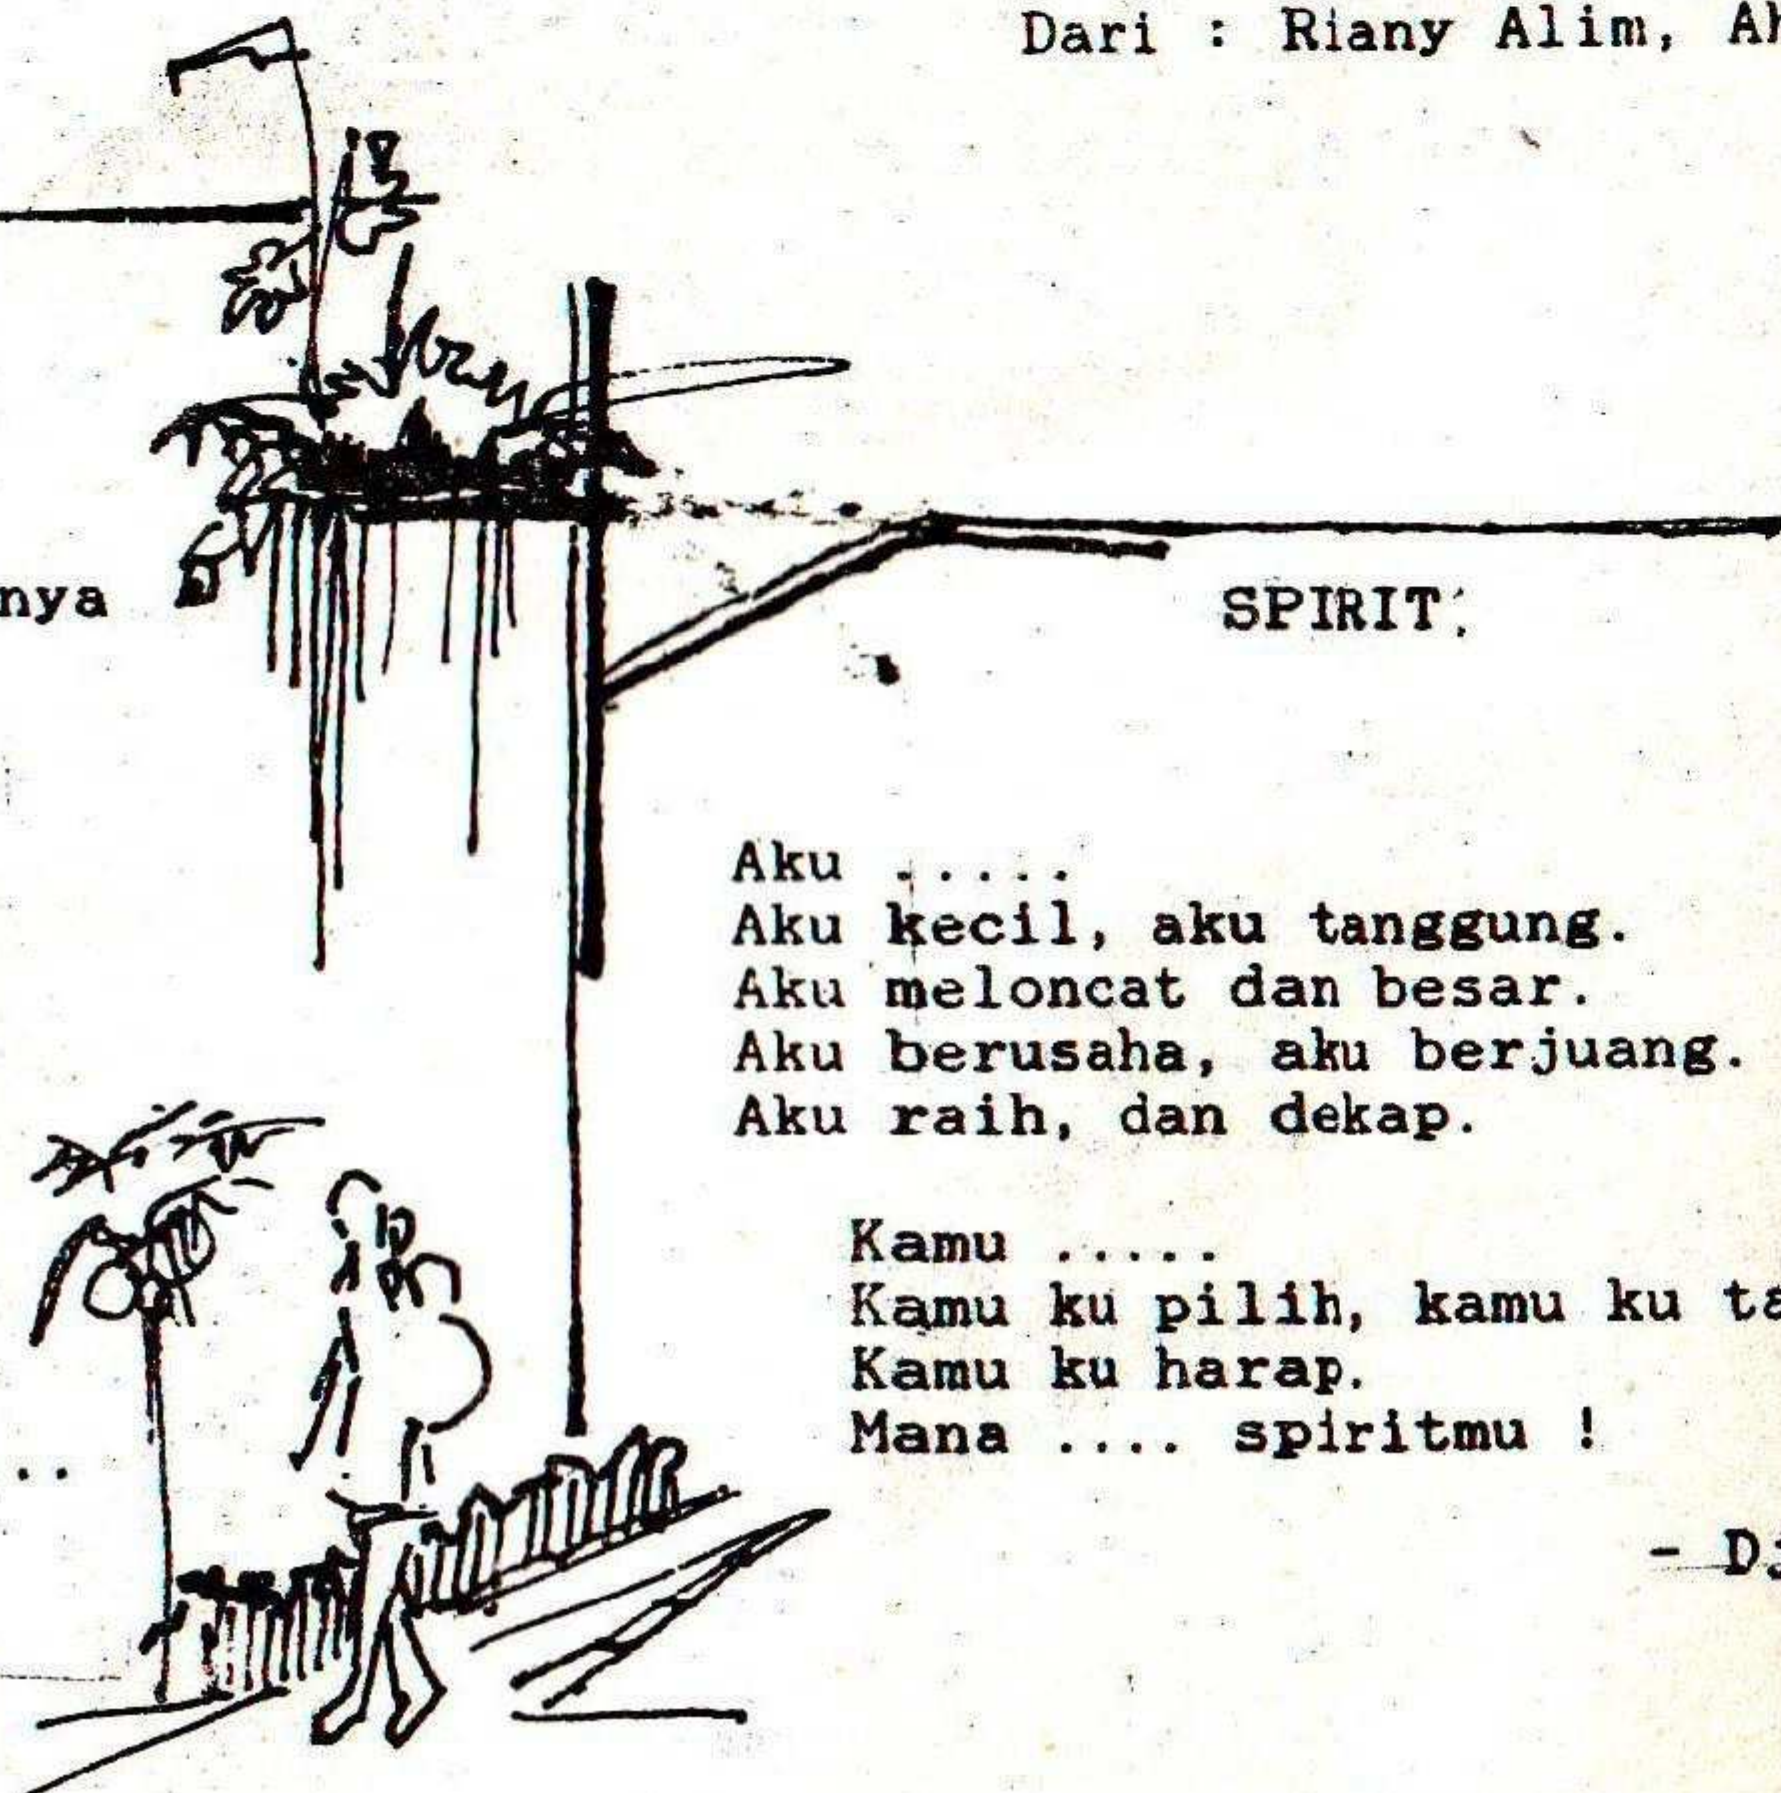 Dari : Riany Alim,
nya
SPIRIT
Aku .....
Aku kecil, aku tanggung.
Aku meloncat dan besar.
Aku berusaha, aku berjuang.
Aku raih, dan dekap.
Kamu .....
Kamu ku pilih, kamu ku
Kamu ku harap.
Mana .... spiritmu !
..